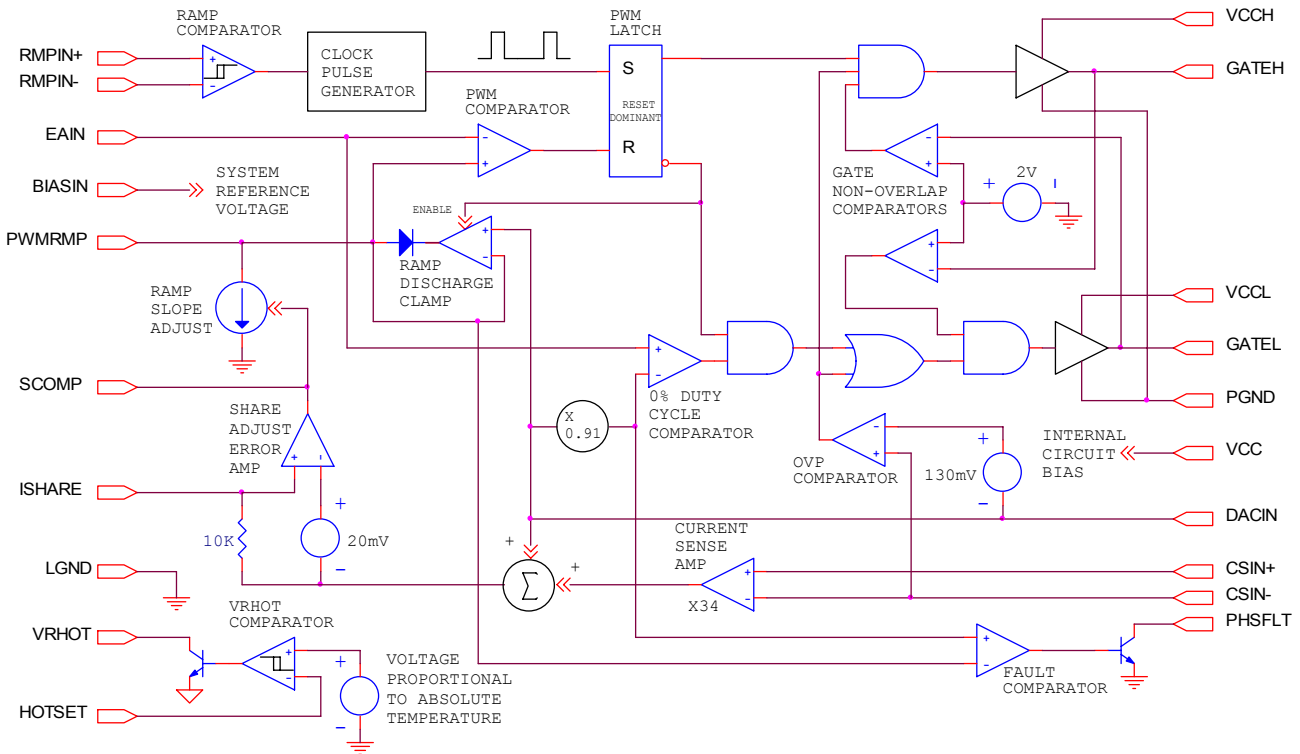 RAMP
COMPARATOR
RMPIN+
RMPIN-
+
-
CLOCK
PULSE
GENERATOR
PWM
LATCH
S
RESET
DOMINANT
R
PWM
COMPARATOR
-
+
VCCH
GATEH
EAIN
BIASIN
SYSTEM
REFERENCE
VOLTAGE
PWMRMP
ENABLE
+
-
RAMP
DISCHARGE
CLAMP
-
+
GATE
NON-OVERLAP
COMPARATORS
+
2V
-
+
-
RAMP
SLOPE
ADJUST
VCCL
GATEL
PGND
SCOMP
SHARE
ADJUST
ERROR
AMP
+
-
+
-
0% DUTY
CYCLE
COMPARATOR
X
0.91
-
+
OVP
COMPARATOR
+
130mV
-
INTERNAL
CIRCUIT
BIAS
VCC
ISHARE
10K
+
20mV
-
DACIN
CURRENT
SENSE
AMP
+
Σ
+
+
-
X34
CSIN+
CSIN-
LGND
VRHOT
COMPARATOR
VRHOT
+
-
+
-
VOLTAGE
PROPORTIONAL
TO ABSOLUTE
TEMPERATURE
HOTSET
+
-
FAULT
COMPARATOR
PHSFLT